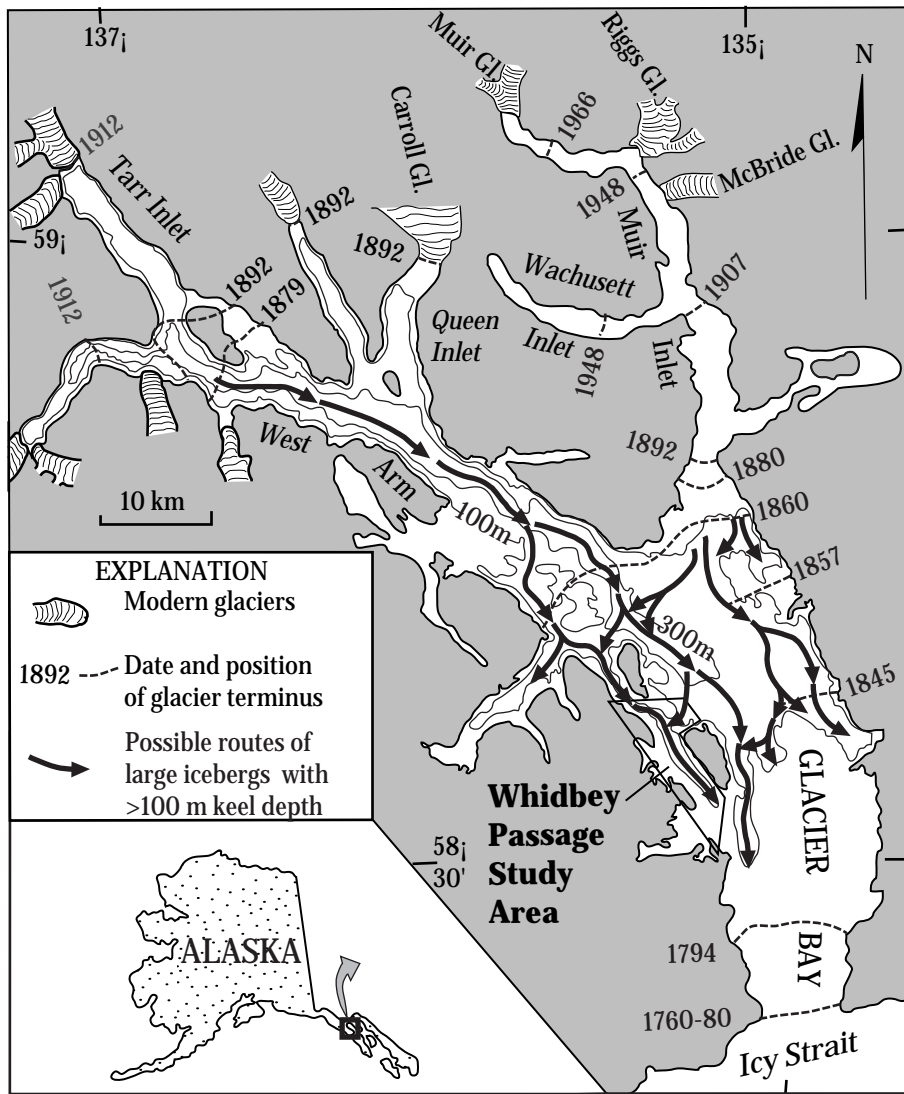 137¡
135¡
Muir Gl.
Riggs Gl.
N
1912
1966
Carroll Gl.
Tarr Inlet
McBride Gl.
1948
1892
Muir
59¡
1892
Wachusett
1907
1892
1912
1879
Queen
Inlet
Inlet
Inlet
1948
West
1892
1880
Arm
10 km
1860
100m
1857
EXPLANATION
Modern glaciers
300m
1892
Date and position
of glacier terminus
1845
Possible routes of
large icebergs with
>100 m keel depth
GLACIER
Whidbey
Passage
Study
Area
58¡
30'
BAY
1794
ALASKA
1760-80
Icy Strait